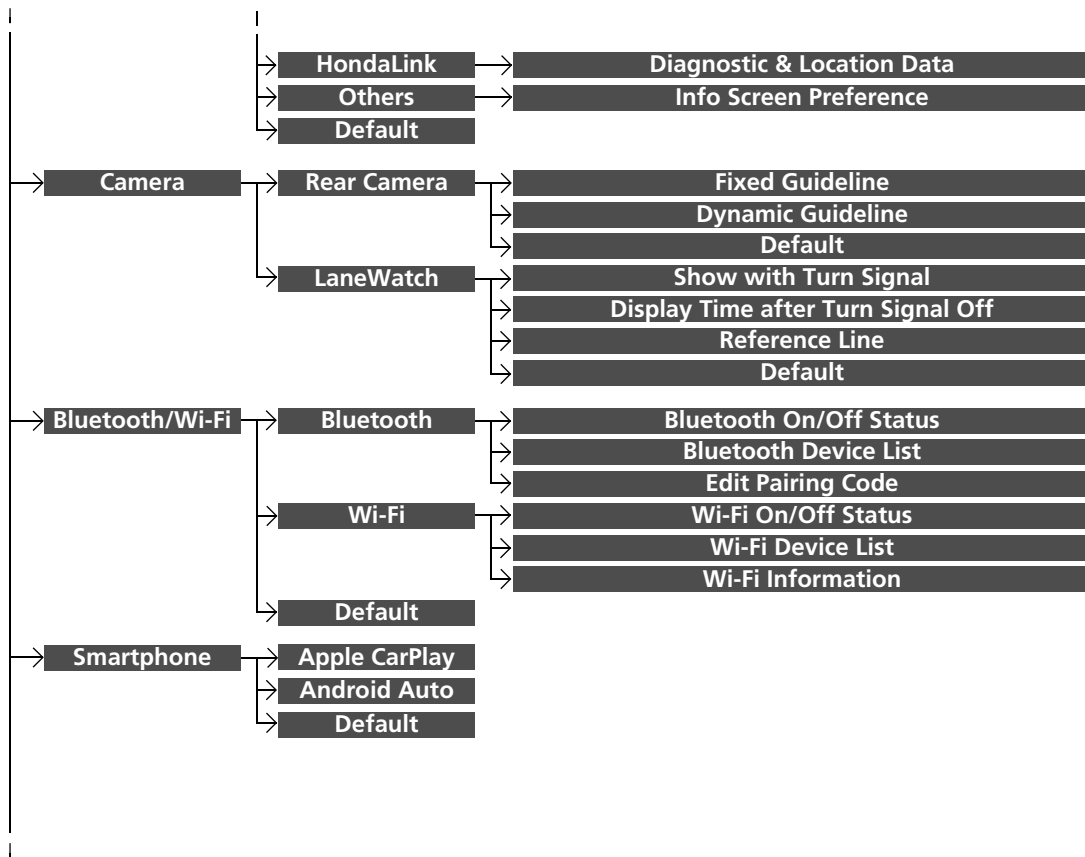 HondaLink
Diagnostic & Location Data
Others
Info Screen Preference
Default
Camera
Rear Camera
Fixed Guideline
Dynamic Guideline
Default
LaneWatch
Show with Turn Signal
Display Time after Turn Signal Off
Reference Line
Default
Bluetooth/Wi-Fi
Bluetooth
Bluetooth On/Off Status
Bluetooth Device List
Edit Pairing Code
Wi-Fi
Wi-Fi On/Off Status
Wi-Fi Device List
Wi-Fi Information
Default
Smartphone
Apple CarPlay
Android Auto
Default